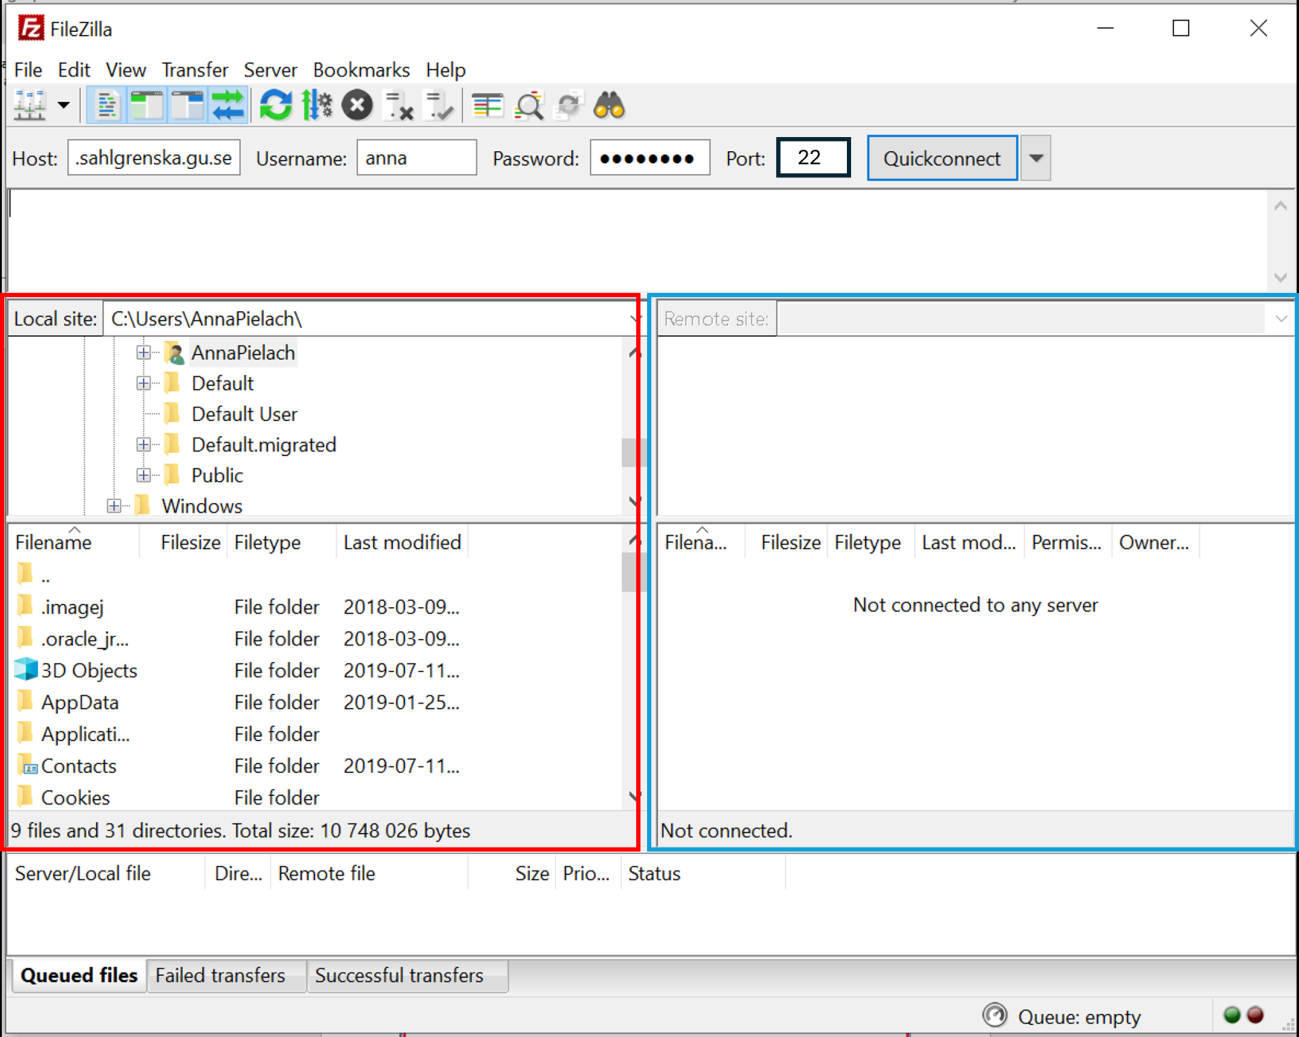 FileZilla
File Edit View Transfer Server Bookmarks Help
Host: .sahlgrenska.gu.se Username: anna Password: ●●●●●●●● Port: 22 Quickconnect
Local site: C:\Users\AnnaPielach\
AnnaPielach
Default
Default User
Default.migrated
Public
Windows
Filename Filesize Filetype Last modified
..
.imagej File folder 2018-03-09...
.oracle_jr... File folder 2018-03-09...
3D Objects File folder 2019-07-11...
AppData File folder 2019-01-25...
Applicati... File folder
Contacts File folder 2019-07-11...
Cookies File folder
9 files and 31 directories. Total size: 10 748 026 bytes
Remote site:
Filena... Filesize Filetype Last mod... Permis... Owner...
Not connected to any server
Not connected.
Server/Local file Dire... Remote file Size Prio... Status
Queued files Failed transfers Successful transfers
Queue: empty